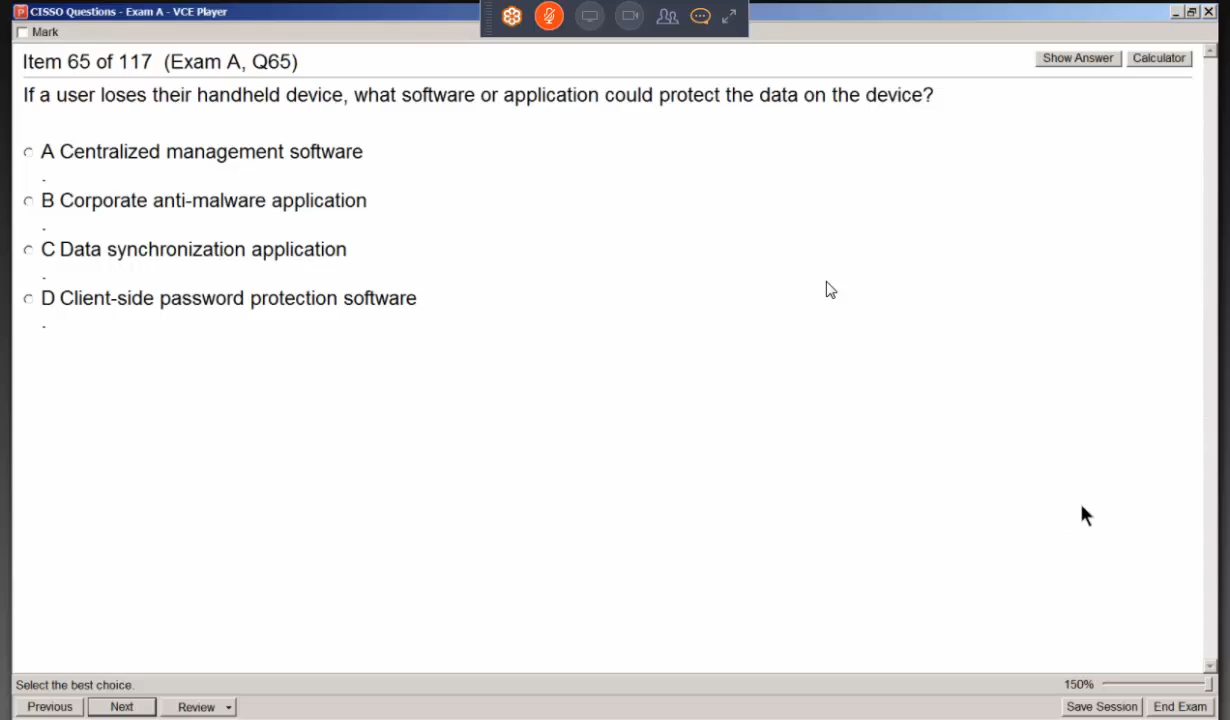 CISSO Questions - Exam A - VCE Player
Mark
Item 65 of 117 (Exam A, Q65)
Show Answer
Calculator
If a user loses their handheld device, what software or application could protect the data on the device?
A Centralized management software
.
B Corporate anti-malware application
.
C Data synchronization application
.
D Client-side password protection software
.
Select the best choice.
150%
Previous
Next
Review
Save Session
End Exam